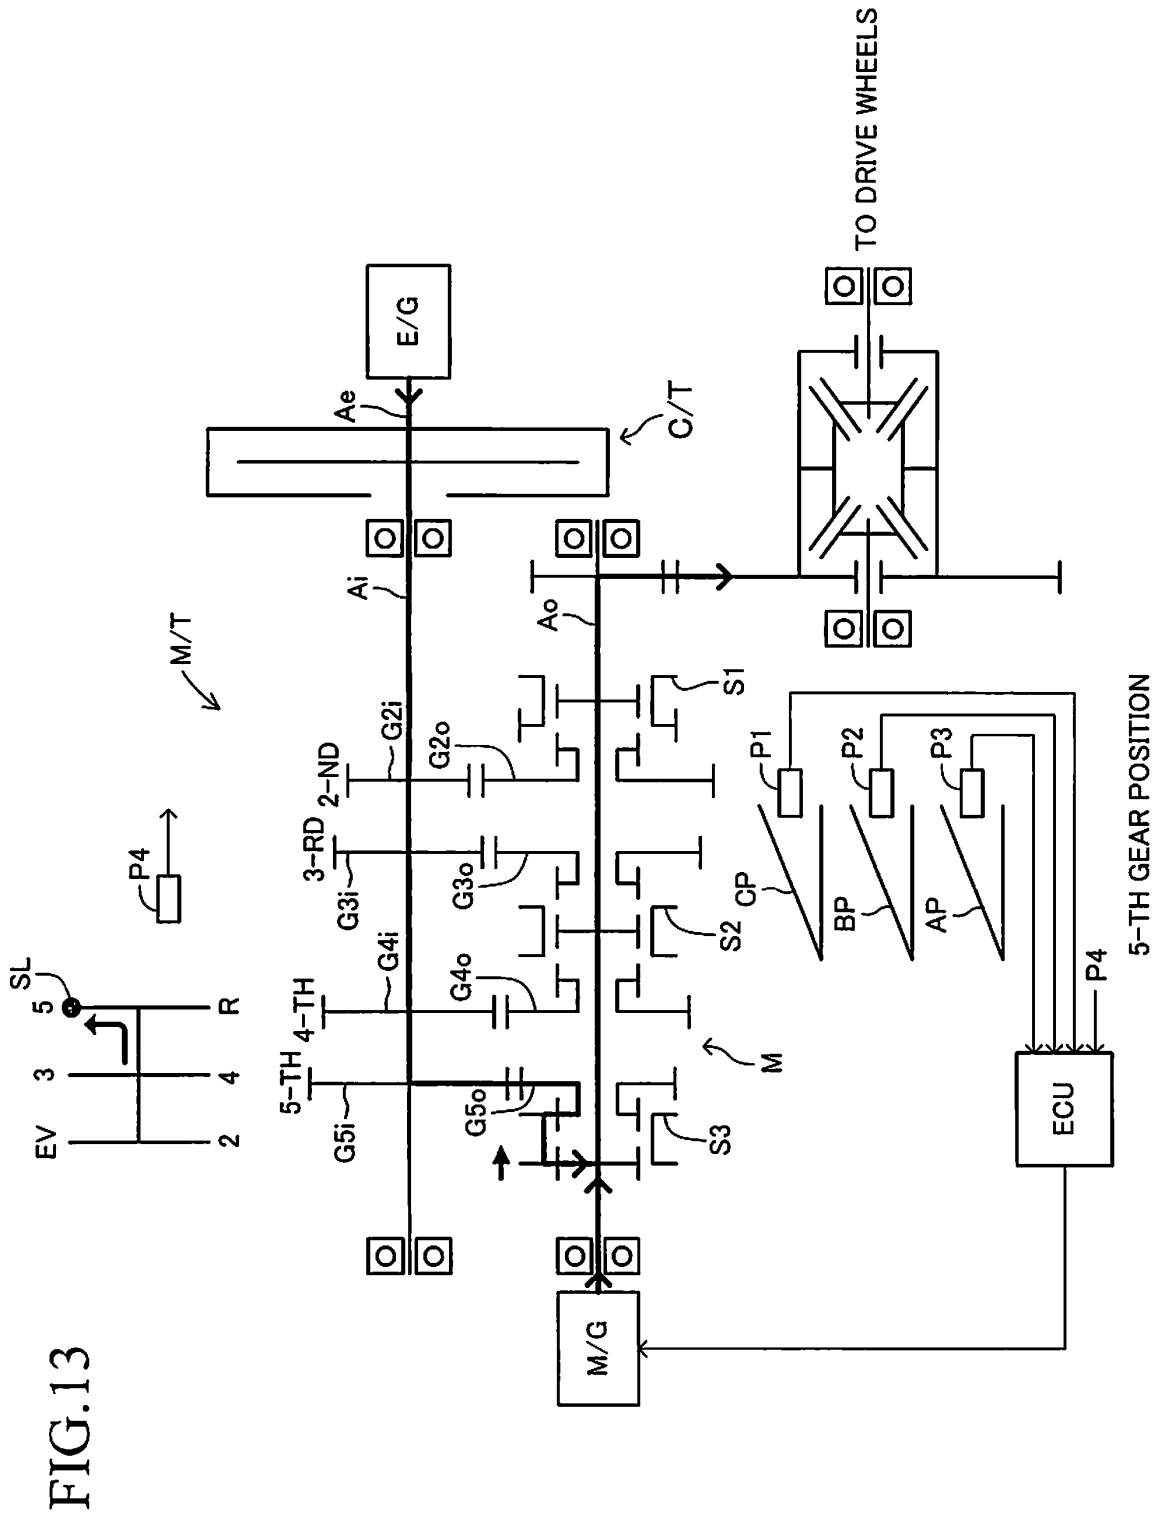 FIG.13
EV 3 5
SL
2 4 R
P4
M/T
5-TH
4-TH
3-RD
2-ND
G5i
G4i
G3i
G2i
Ai
Ae
E/G
G5o
G4o
G3o
G2o
Ao
C/T
M/G
S3
M
S2
S1
TO DRIVE WHEELS
CP
P1
BP
P2
AP
P3
P4
ECU
5-TH GEAR POSITION